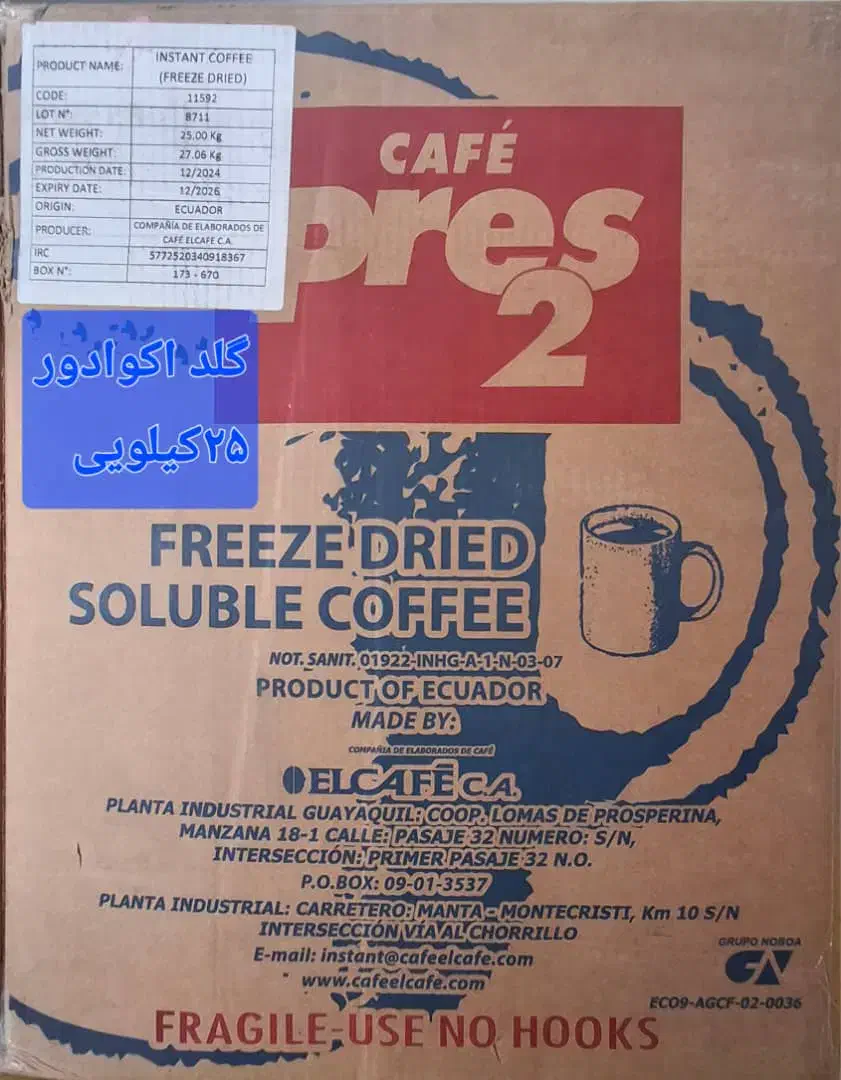 PRODUCT NAME: INSTANT COFFEE (FREEZE DRIED)
CODE: 11592
LOT N°: 8711
NET WEIGHT: 25.00 Kg
GROSS WEIGHT: 27.06 Kg
PRODUCTION DATE: 12/2024
EXPIRY DATE: 12/2026
ORIGIN: ECUADOR
PRODUCER: COMPAÑÍA DE ELABORADOS DE CAFÉ ELCAFE C.A.
IRC 5772520340918367
BOX N°: 173 - 670
CAFÉ
pres
2
گلد اکوادور
۲۵کیلویی
FREEZE DRIED
SOLUBLE COFFEE
NOT. SANIT. 01922-INHG-A-1-N-03-07
PRODUCT OF ECUADOR
MADE BY:
COMPAÑIA DE ELABORADOS DE CAFÉ
ELCAFÉ C.A.
PLANTA INDUSTRIAL GUAYAQUIL: COOP. LOMAS DE PROSPERINA,
MANZANA 18-1 CALLE: PASAJE 32 NUMERO: S/N,
INTERSECCIÓN: PRIMER PASAJE 32 N.O.
P.O.BOX: 09-01-3537
PLANTA INDUSTRIAL: CARRETERO: MANTA - MONTECRISTI, Km 10 S/N
INTERSECCIÓN VÍA AL CHORRILLO
E-mail: instant@cafeelcafe.com
www.cafeelcafe.com
GRUPO NOBOA
GN
ECO9-AGCF-02-0036
FRAGILE-USE NO HOOKS